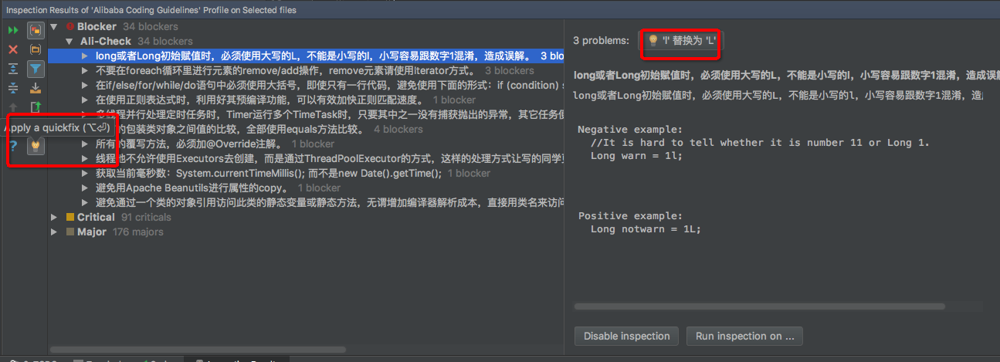 Inspection Results of 'Alibaba Coding Guidelines' Profile on Selected files
Blocker 34 blockers
Ali-Check 34 blockers
long或者Long初始赋值时，必须使用大写的L，不能是小写的l，小写容易跟数字1混淆，造成误解。 3 blo
不要在foreach循环里进行元素的remove/add操作，remove元素请使用Iterator方式。 3 blockers
在if/else/for/while/do语句中必须使用大括号，即使只有一行代码，避免使用下面的形式：if (condition) s
在使用正则表达式时，利用好其预编译功能，可以有效加快正则匹配速度。 1 blocker
多线程并行处理定时任务时，Timer运行多个TimeTask时，只要其中之一没有捕获抛出的异常，其它任务便
Apply a quickfix (⌥⏎)
的包装类对象之间值的比较，全部使用equals方法比较。 4 blockers
所有的覆写方法，必须加@Override注解。 1 blocker
线程池不允许使用Executors去创建，而是通过ThreadPoolExecutor的方式，这样的处理方式让写的同学更
获取当前毫秒数：System.currentTimeMillis(); 而不是new Date().getTime(); 1 blocker
避免用Apache Beanutils进行属性的copy。 1 blocker
避免通过一个类的对象引用访问此类的静态变量或静态方法，无谓增加编译器解析成本，直接用类名来访问
Critical 91 criticals
Major 176 majors
3 problems:
'l' 替换为 'L'
long或者Long初始赋值时，必须使用大写的L，不能是小写的l，小写容易跟数字1混淆，造成误解
long或者Long初始赋值时，必须使用大写的L，不能是小写的l，小写容易跟数字1混淆，造
Negative example:
//It is hard to tell whether it is number 11 or Long 1.
Long warn = 1l;
Positive example:
Long notwarn = 1L;
Disable inspection
Run inspection on ...